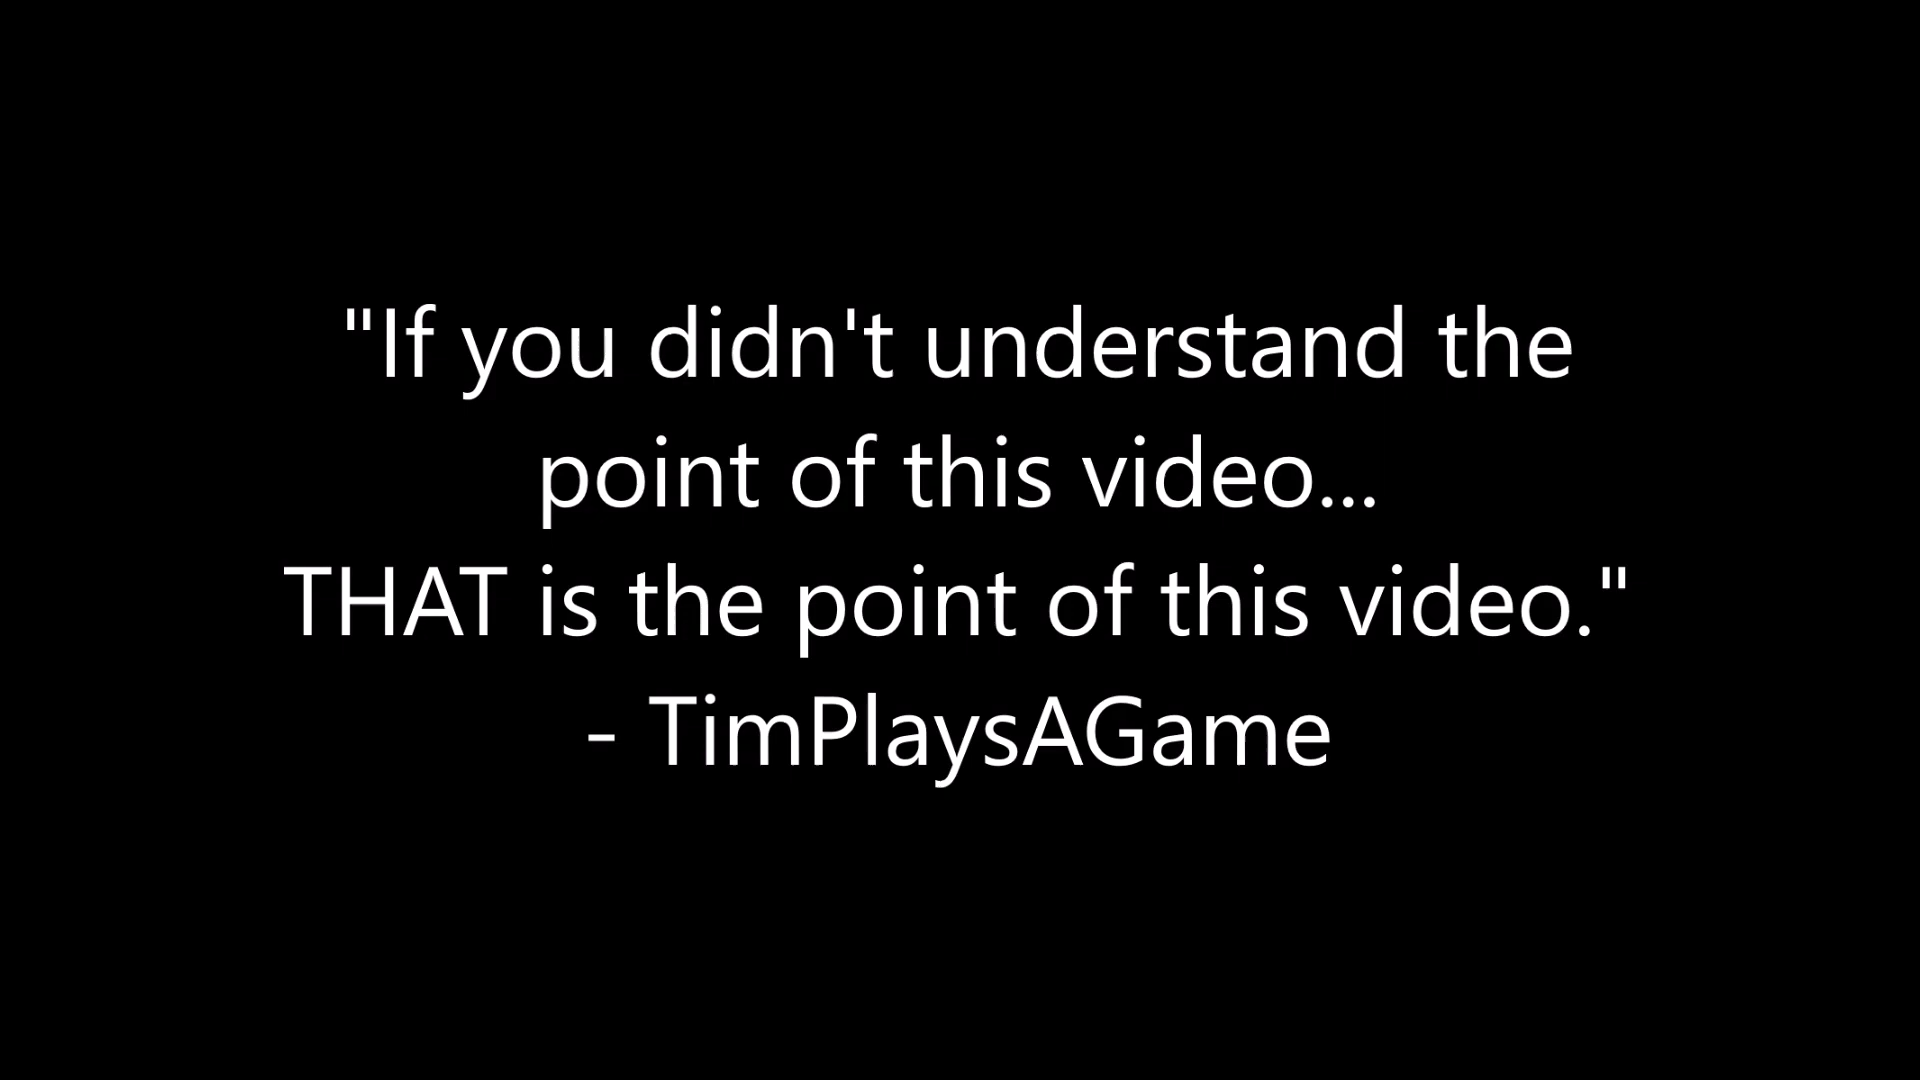 "If you didn't understand the
point of this video...
THAT is the point of this video."
- TimPlaysAGame